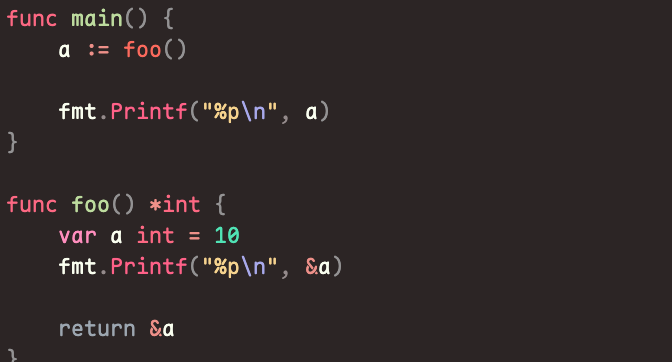 func main() {
    a := foo()
    fmt.Printf("%p\n", a)
}
func foo() *int {
    var a int = 10
    fmt.Printf("%p\n", &a)
    return &a
}